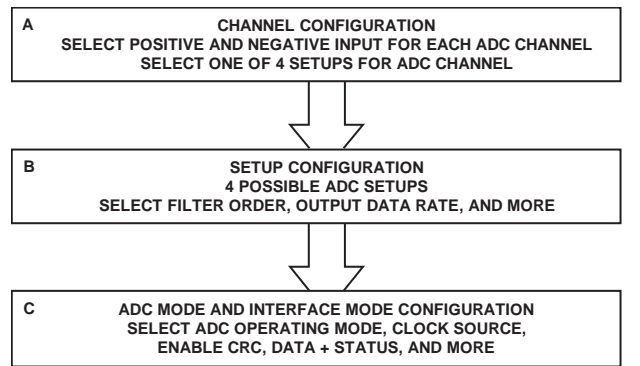 A
CHANNEL CONFIGURATION
SELECT POSITIVE AND NEGATIVE INPUT FOR EACH ADC CHANNEL
SELECT ONE OF 4 SETUPS FOR ADC CHANNEL
B
SETUP CONFIGURATION
4 POSSIBLE ADC SETUPS
SELECT FILTER ORDER, OUTPUT DATA RATE, AND MORE
C
ADC MODE AND INTERFACE MODE CONFIGURATION
SELECT ADC OPERATING MODE, CLOCK SOURCE,
ENABLE CRC, DATA + STATUS, AND MORE